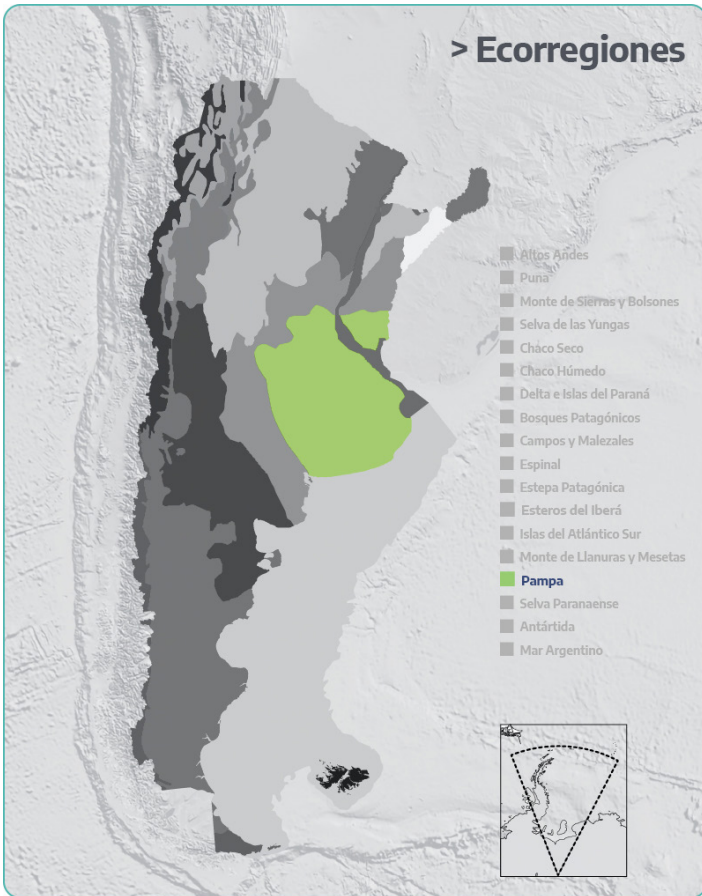 > Ecorregiones
Altos Andes
Puna
Monte de Sierras y Bolsones
Selva de las Yungas
Chaco Seco
Chaco Húmedo
Delta e Islas del Paraná
Bosques Patagónicos
Campos y Malezales
Espinal
Estepa Patagónica
Esteros del Iberá
Islas del Atlántico Sur
Monte de Llanuras y Mesetas
Pampa
Selva Paranaense
Antártida
Mar Argentino